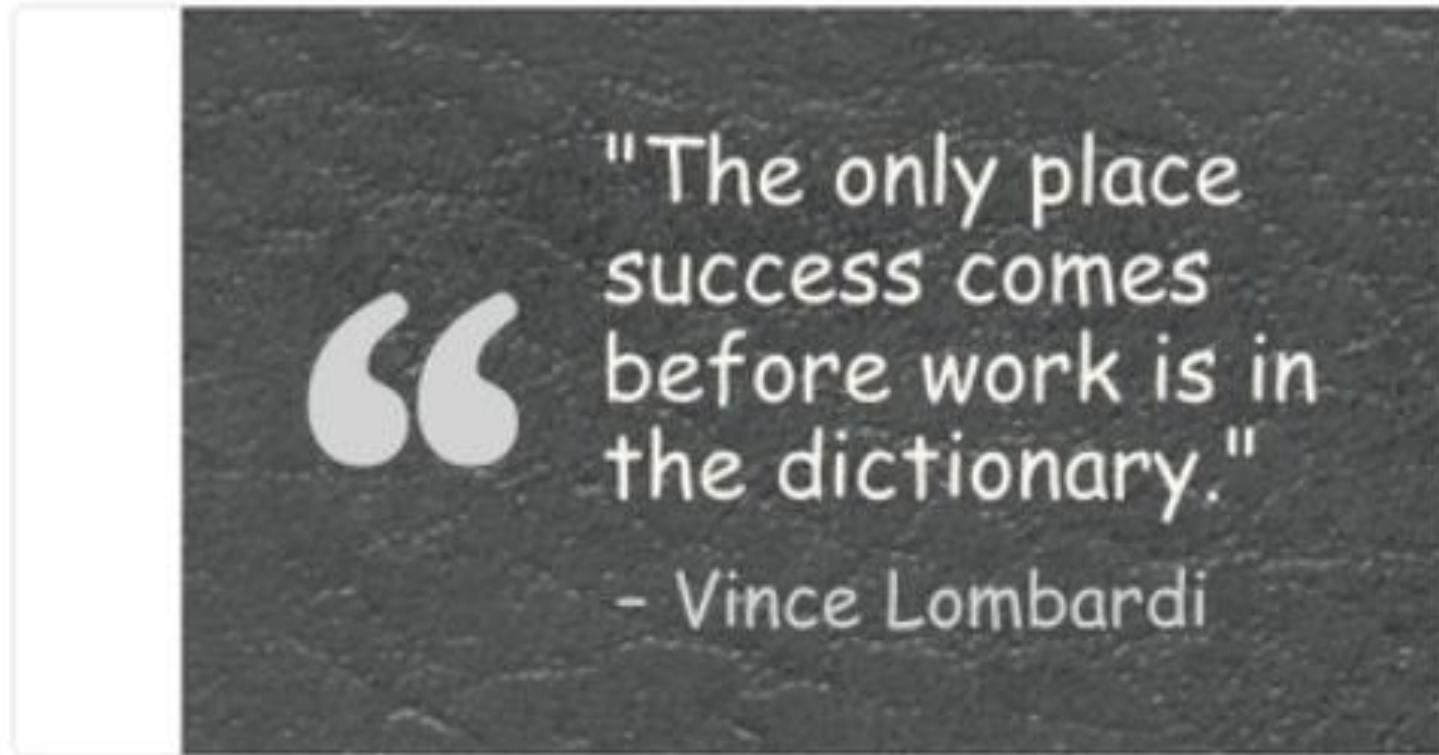 "The only place
success comes
before work is in
the dictionary."
- Vince Lombardi